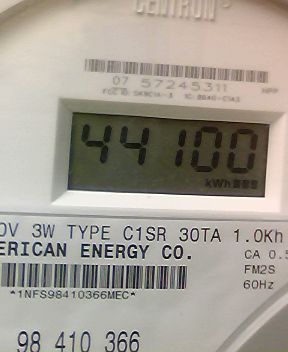 CENTRON
07 57245311
44100
kWh
0V 3W TYPE C1SR 30TA 1.0Kh
ERICAN ENERGY CO. CA 0.5
FM2S
*1NFS98410366MEC* 60Hz
98 410 366